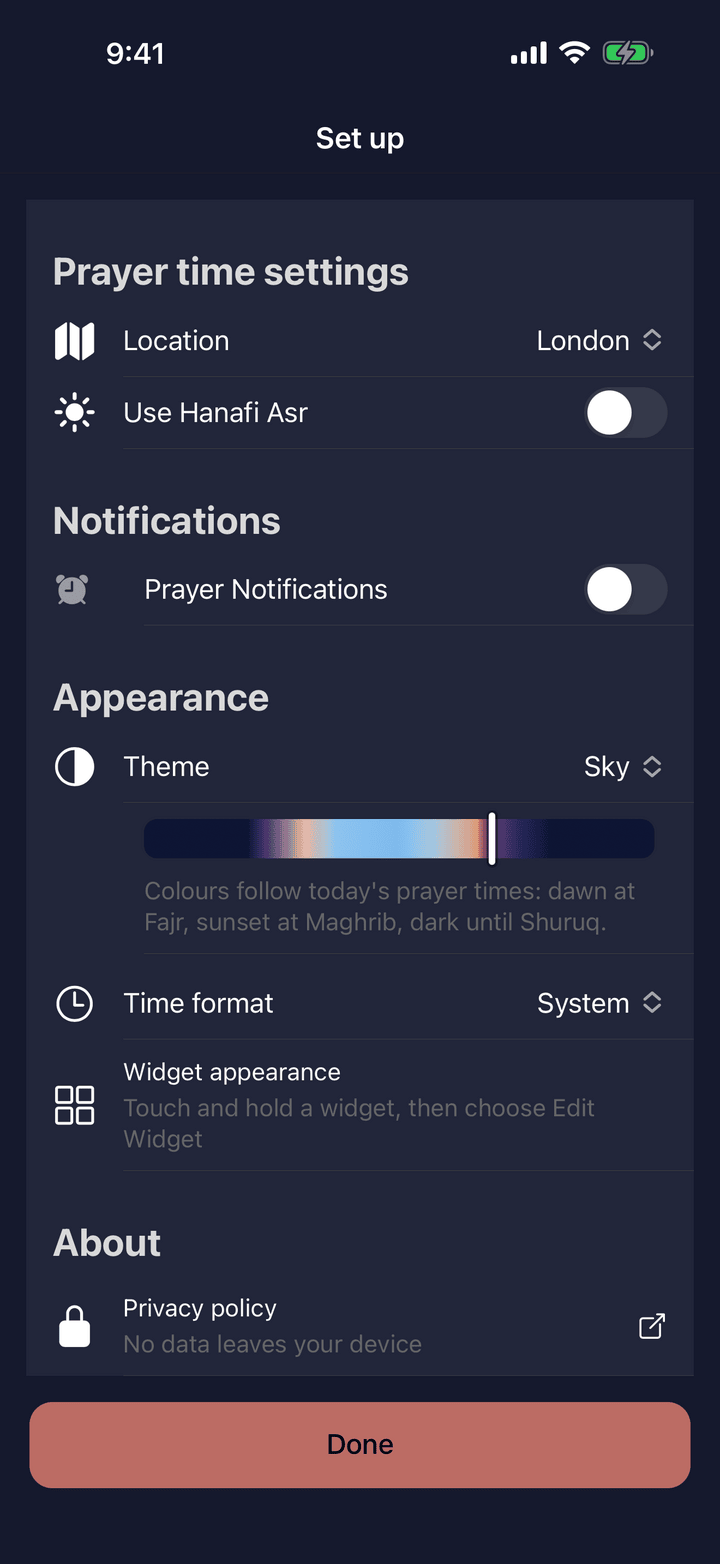 9:41
Set up
Prayer time settings
Location
London
Use Hanafi Asr
Notifications
Prayer Notifications
Appearance
Theme
Sky
Colours follow today's prayer times: dawn at
Fajr, sunset at Maghrib, dark until Shuruq.
Time format
System
Widget appearance
Touch and hold a widget, then choose Edit
Widget
About
Privacy policy
No data leaves your device
Done